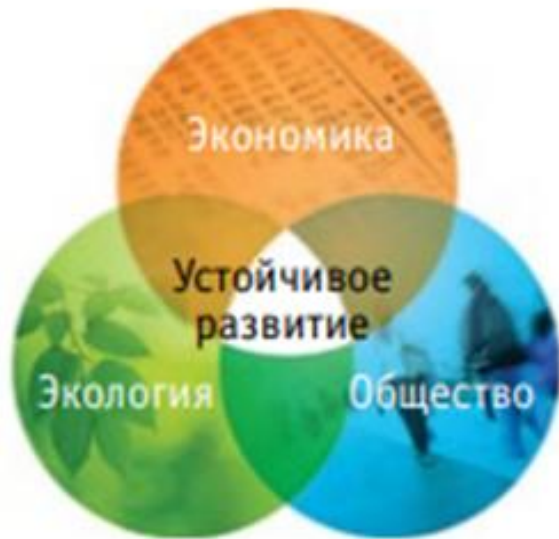 Экономика
Устойчивое
развитие
Экология
Общество